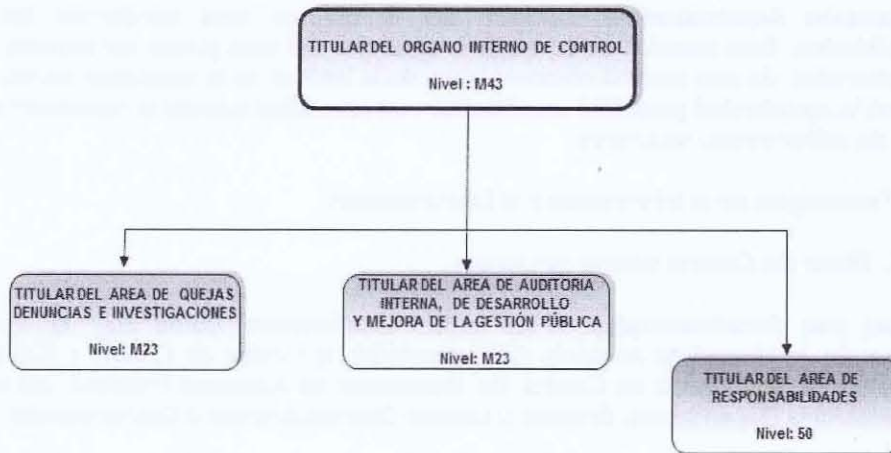 TITULAR DEL ORGANO INTERNO DE CONTROL
Nivel : M43
TITULAR DEL AREA DE QUEJAS
DENUNCIAS E INVESTIGACIONES
Nivel: M23
TITULAR DEL AREA DE AUDITORIA
INTERNA, DE DESARROLLO
Y MEJORA DE LA GESTIÓN PÚBLICA
Nivel: M23
TITULAR DEL AREA DE
RESPONSABILIDADES
Nivel: 50